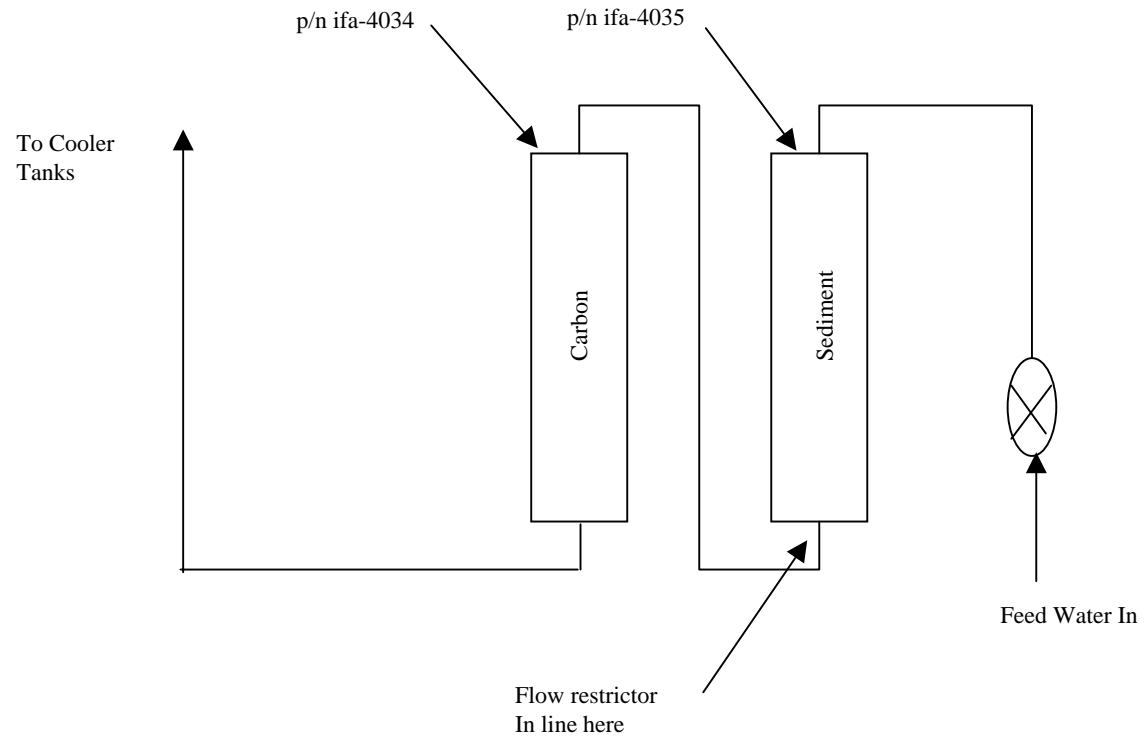 p/n ifa-4034
p/n ifa-4035
To Cooler
Tanks
Carbon
Sediment
Feed Water In
Flow restrictor
In line here